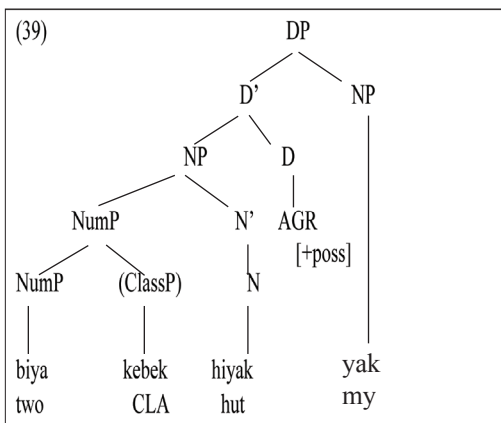 (39) DP
D’ NP
NP D
NumP N’ AGR
[+poss]
NumP (ClassP) N
biya kebek hiyak yak
two CLA hut my